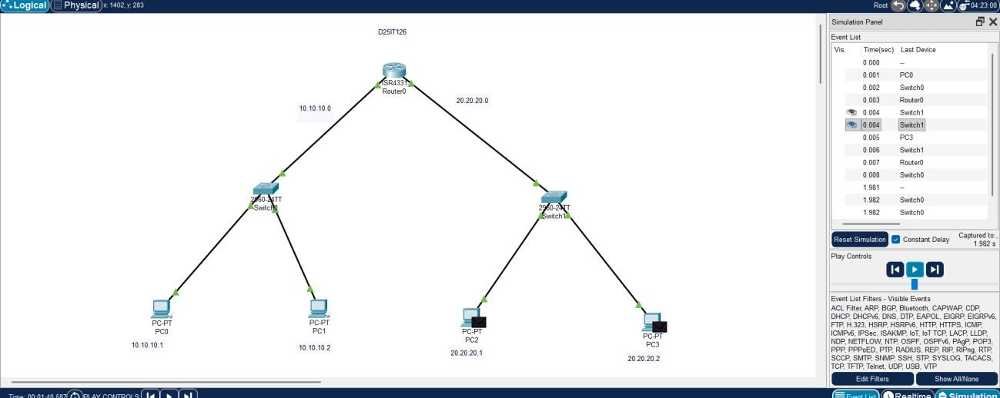 Logical Physical x: 1402, y: 283 Root 04:23:00
D25IT126
ISR4331
Router0
10.10.10.0
20.20.20.0
2960-24TT
Switch0
2960-24TT
Switch1
PC-PT
PC0
10.10.10.1
PC-PT
PC1
10.10.10.2
PC-PT
PC2
20.20.20.1
PC-PT
PC3
20.20.20.2
Simulation Panel
Event List
Vis. Time(sec) Last Device
0.000 --
0.001 PC0
0.002 Switch0
0.003 Router0
0.004 Switch1
0.004 Switch1
0.005 PC3
0.006 Switch1
0.007 Router0
0.008 Switch0
1.981 --
1.982 Switch0
1.982 Switch0
Reset Simulation Constant Delay Captured to:
1.982 s
Play Controls
Event List Filters - Visible Events
ACL Filter, ARP, BGP, Bluetooth, CAPWAP, CDP,
DHCP, DHCPv6, DNS, DTP, EAPOL, EIGRP, EIGRPv6,
FTP, H.323, HSRP, HSRPv6, HTTP, HTTPS, ICMP,
ICMPv6, IPSec, ISAKMP, IoT, IoT TCP, LACP, LLDP,
NDP, NETFLOW, NTP, OSPF, OSPFv6, PAgP, POP3,
PPP, PPPoED, PTP, RADIUS, REP, RIP, RIPng, RTP,
SCCP, SMTP, SNMP, SSH, STP, SYSLOG, TACACS,
TCP, TFTP, Telnet, UDP, USB, VTP
Edit Filters Show All/None
Time: 00:01:40.587 PLAY CONTROLS: Event List Realtime Simulation